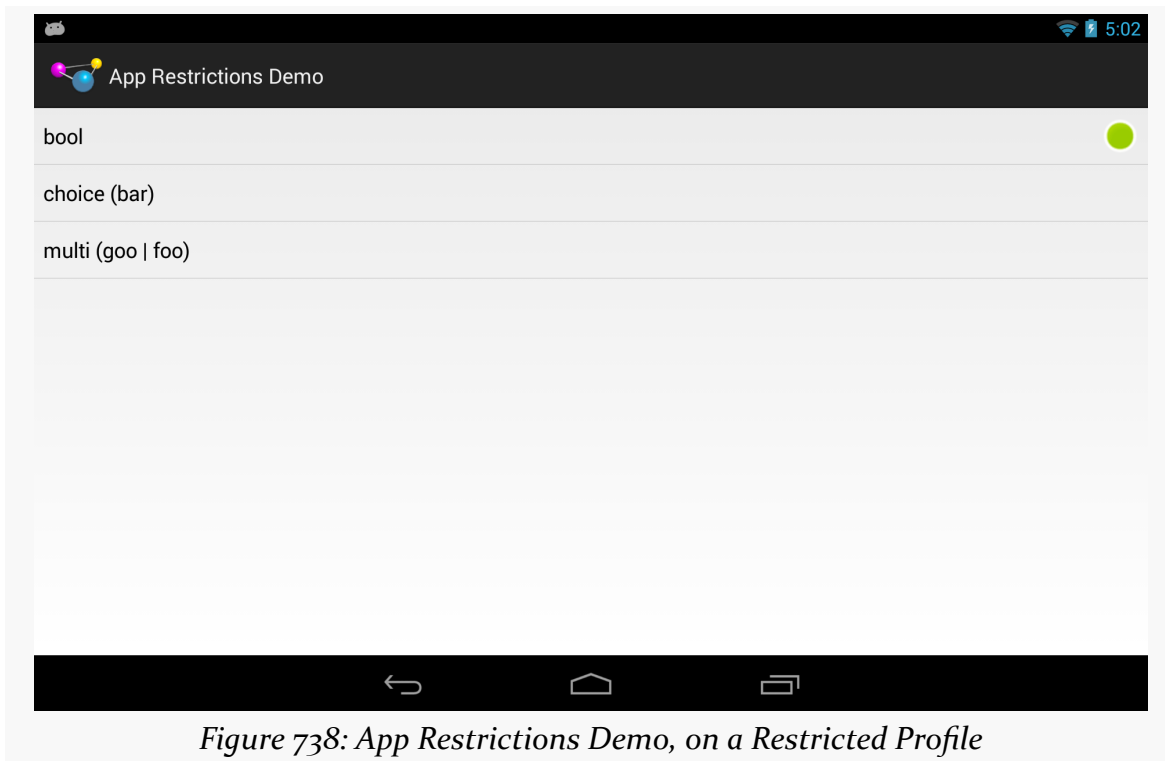 5:02
App Restrictions Demo
bool
choice (bar)
multi (goo | foo)
Figure 738: App Restrictions Demo, on a Restricted Profile